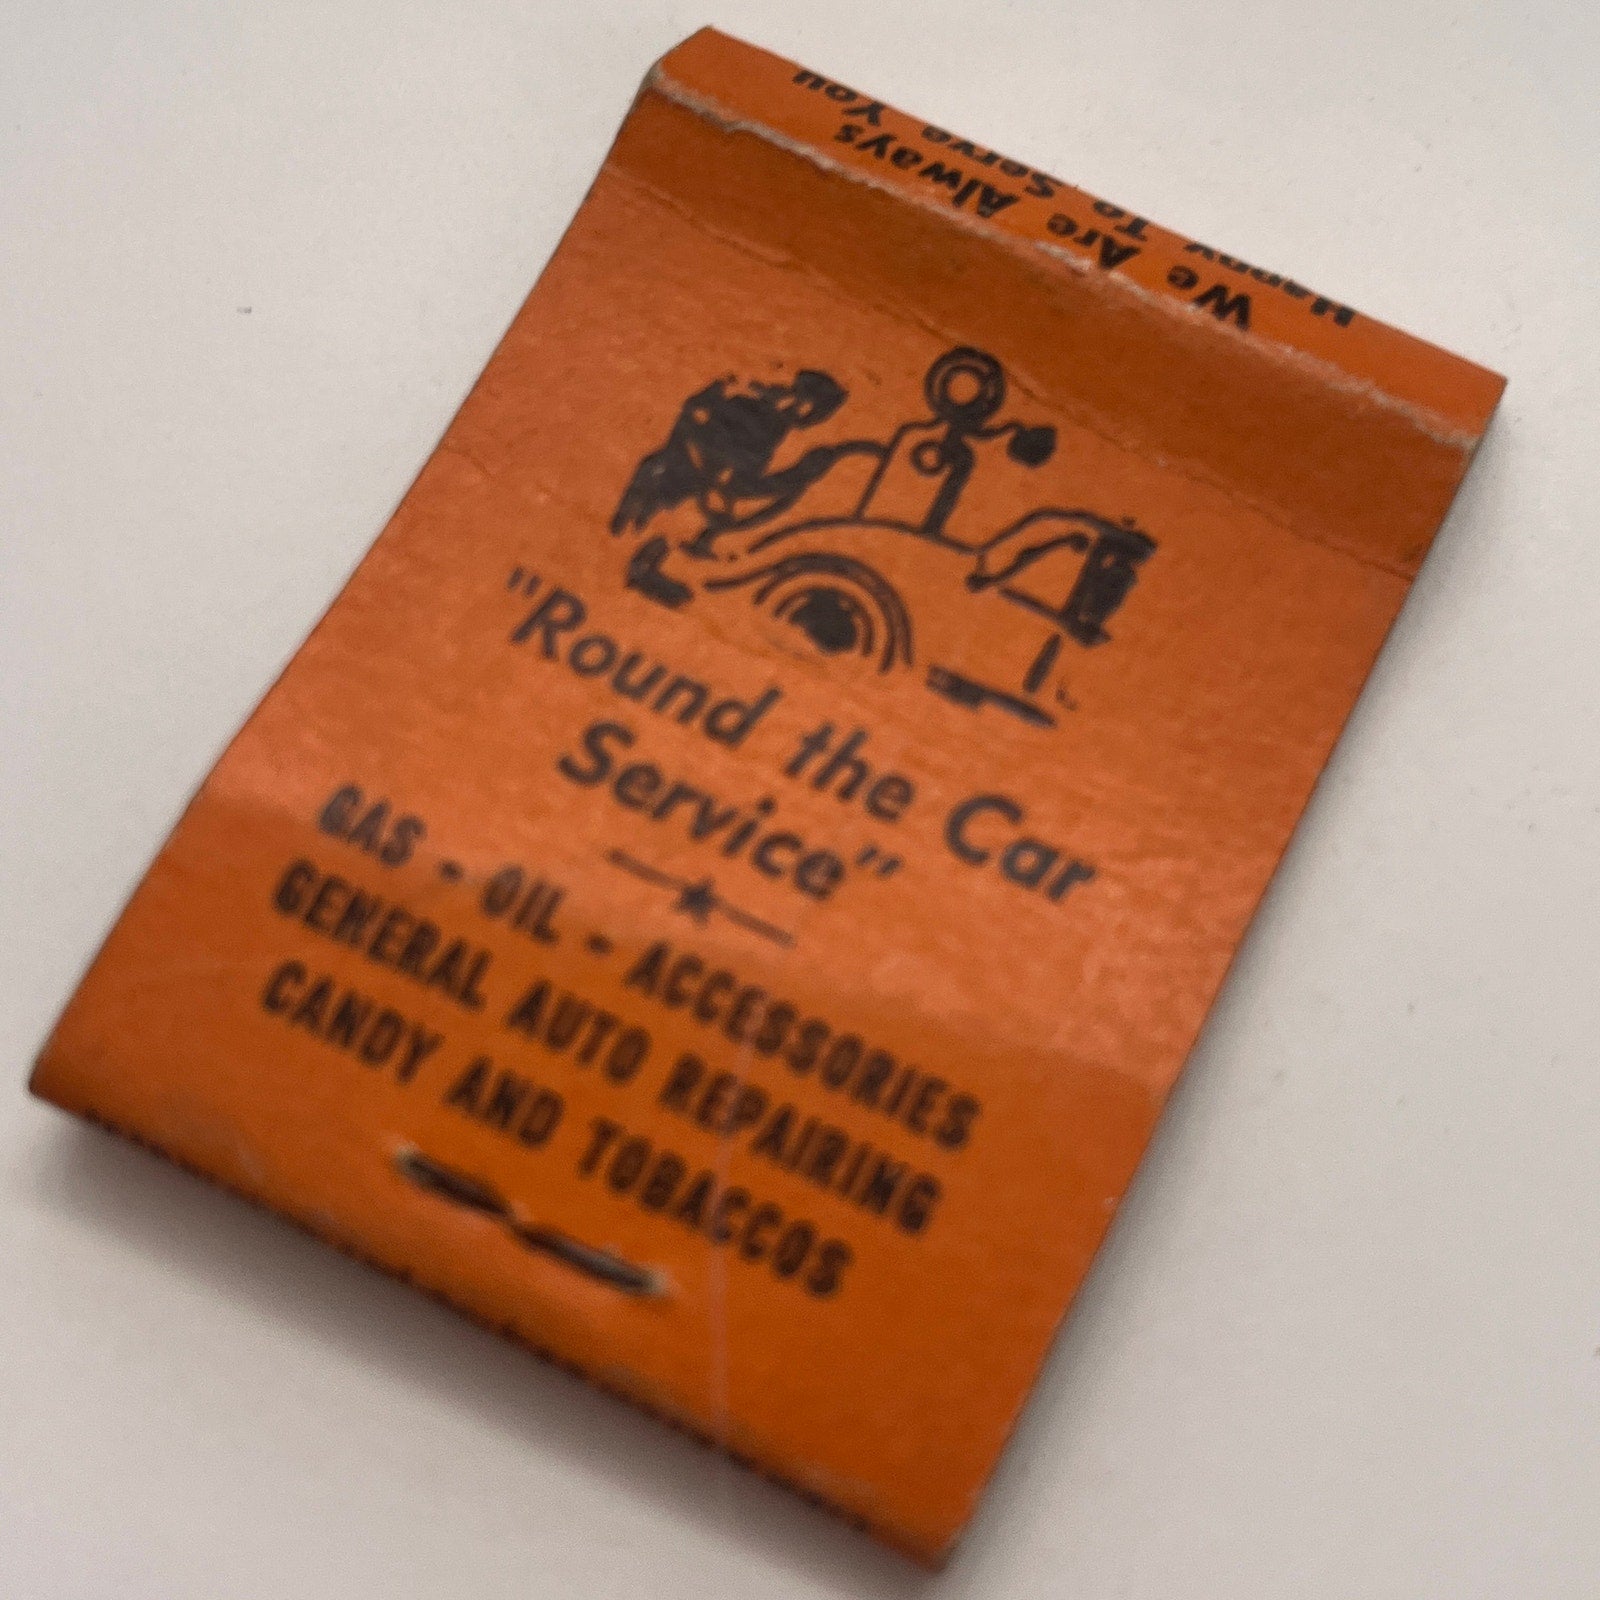 We Are Always
Happy To Serve You
"Round the Car
Service"
GAS - OIL - ACCESSORIES
GENERAL AUTO REPAIRING
CANDY AND TOBACCOS